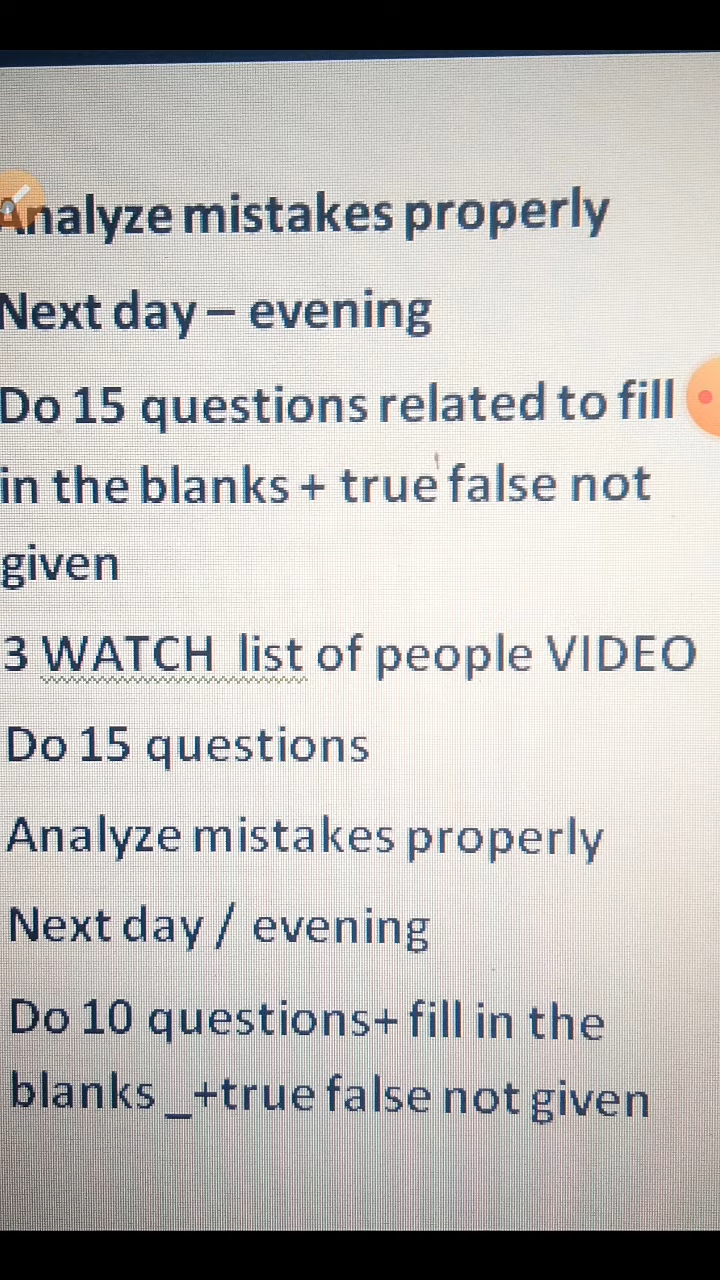 Analyze mistakes properly
Next day – evening
Do 15 questions related to fill
in the blanks + true false not
given
3 WATCH list of people VIDEO
Do 15 questions
Analyze mistakes properly
Next day / evening
Do 10 questions+ fill in the
blanks _+true false not given